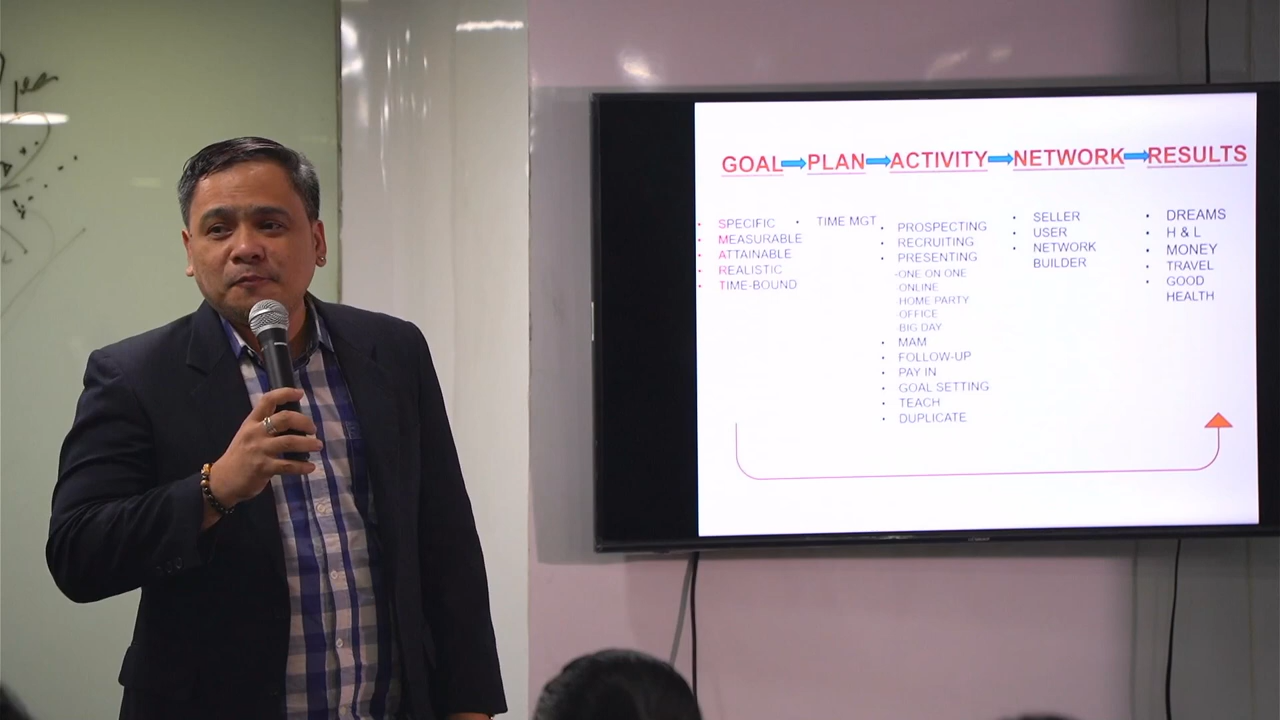 GOAL PLAN ACTIVITY NETWORK RESULTS
• SPECIFIC
• MEASURABLE
• ATTAINABLE
• REALISTIC
• TIME-BOUND
• TIME MGT
• PROSPECTING
• RECRUITING
• PRESENTING
-ONE ON ONE
ONLINE
HOME PARTY
OFFICE
BIG DAY
• MAM
• FOLLOW-UP
• PAY IN
• GOAL SETTING
• TEACH
• DUPLICATE
• SELLER
• USER
• NETWORK
BUILDER
• DREAMS
• H & L
• MONEY
• TRAVEL
• GOOD
HEALTH